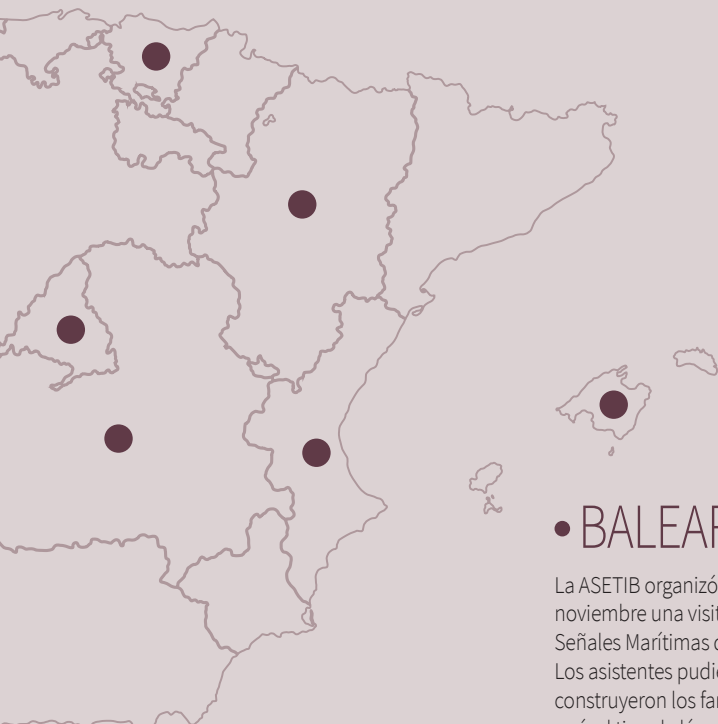 • BALEAR
La ASETIB organizó
noviembre una visit
Señales Marítimas
Los asistentes pudie
construyeron los far